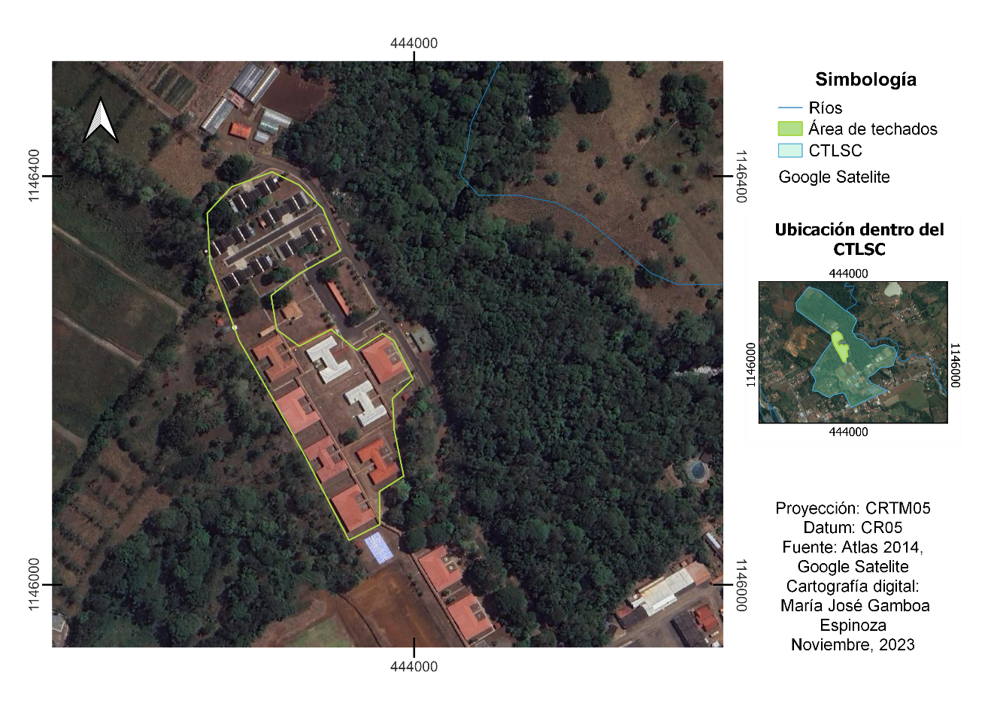 444000
1146400
1146400
1146000
1146000
444000
Simbología
Ríos
Área de techados
CTLSC
Google Satelite
Ubicación dentro del
CTLSC
444000
1146000
1146000
444000
Proyección: CRTM05
Datum: CR05
Fuente: Atlas 2014,
Google Satelite
Cartografía digital:
María José Gamboa
Espinoza
Noviembre, 2023